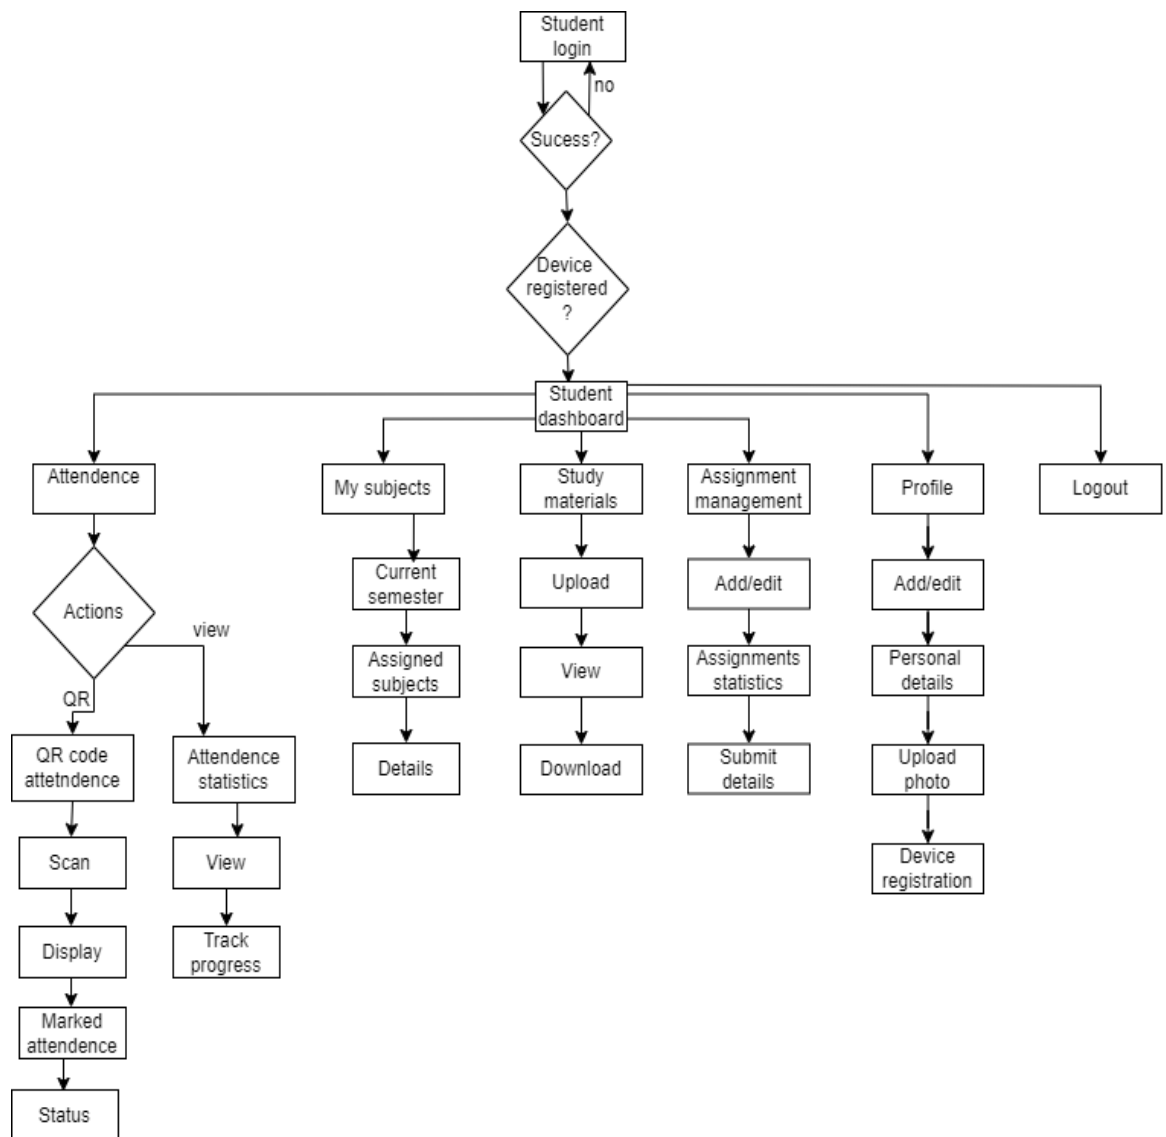 Student
login
no
Sucess?
Device
registered
?
Student
dashboard
Attendence
My subjects
Study
materials
Assignment
management
Profile
Logout
Actions
view
QR
Current
semester
Upload
Add/edit
Add/edit
Assigned
subjects
View
Assignments
statistics
Personal
details
QR code
attetndence
Attendence
statistics
Details
Download
Submit
details
Upload
photo
Scan
View
Device
registration
Display
Track
progress
Marked
attendence
Status